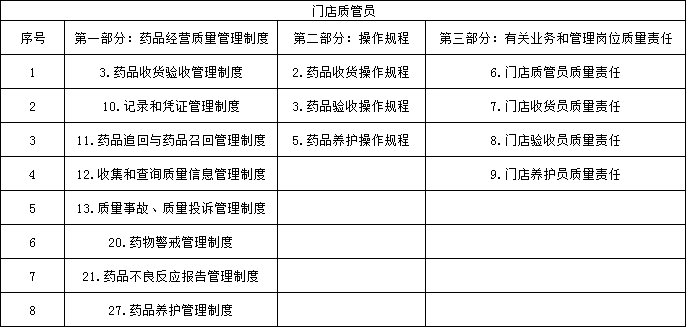 门店质管员
序号 第一部分：药品经营质量管理制度 第二部分：操作规程 第三部分：有关业务和管理岗位质量责任
1 3.药品收货验收管理制度 2.药品收货操作规程 6.门店质管员质量责任
2 10.记录和凭证管理制度 3.药品验收操作规程 7.门店收货员质量责任
3 11.药品追回与药品召回管理制度 5.药品养护操作规程 8.门店验收员质量责任
4 12.收集和查询质量信息管理制度 9.门店养护员质量责任
5 13.质量事故、质量投诉管理制度
6 20.药物警戒管理制度
7 21.药品不良反应报告管理制度
8 27.药品养护管理制度